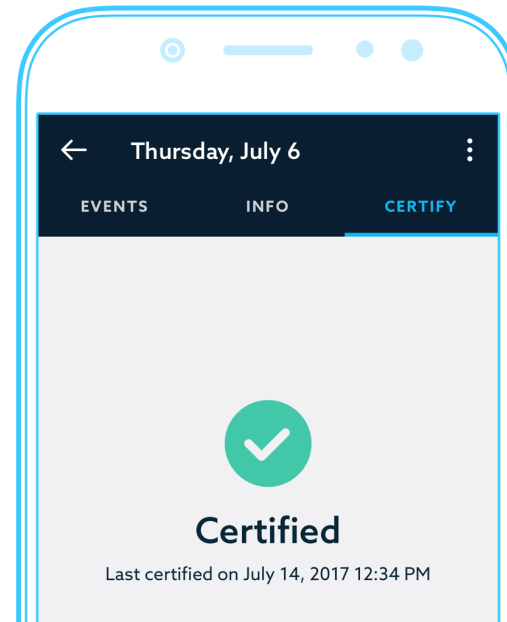 Thursday, July 6
EVENTS INFO CERTIFY
Certified
Last certified on July 14, 2017 12:34 PM